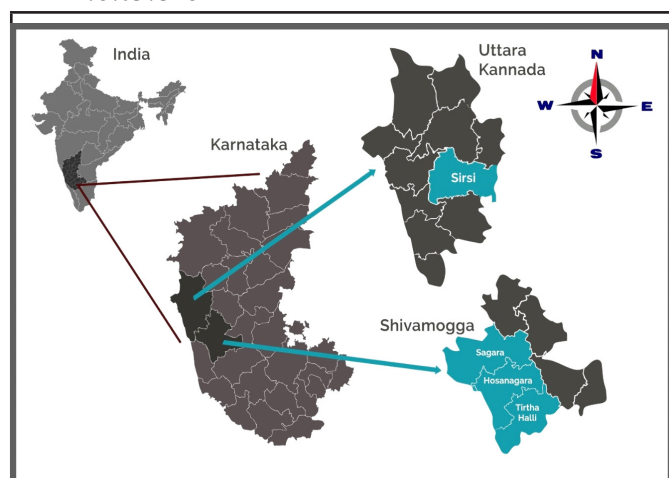 India
Uttara
Kannada
N
W
E
S
Karnataka
Sirsi
Shivamogga
Sagara
Hosanagara
Tirtha
Halli